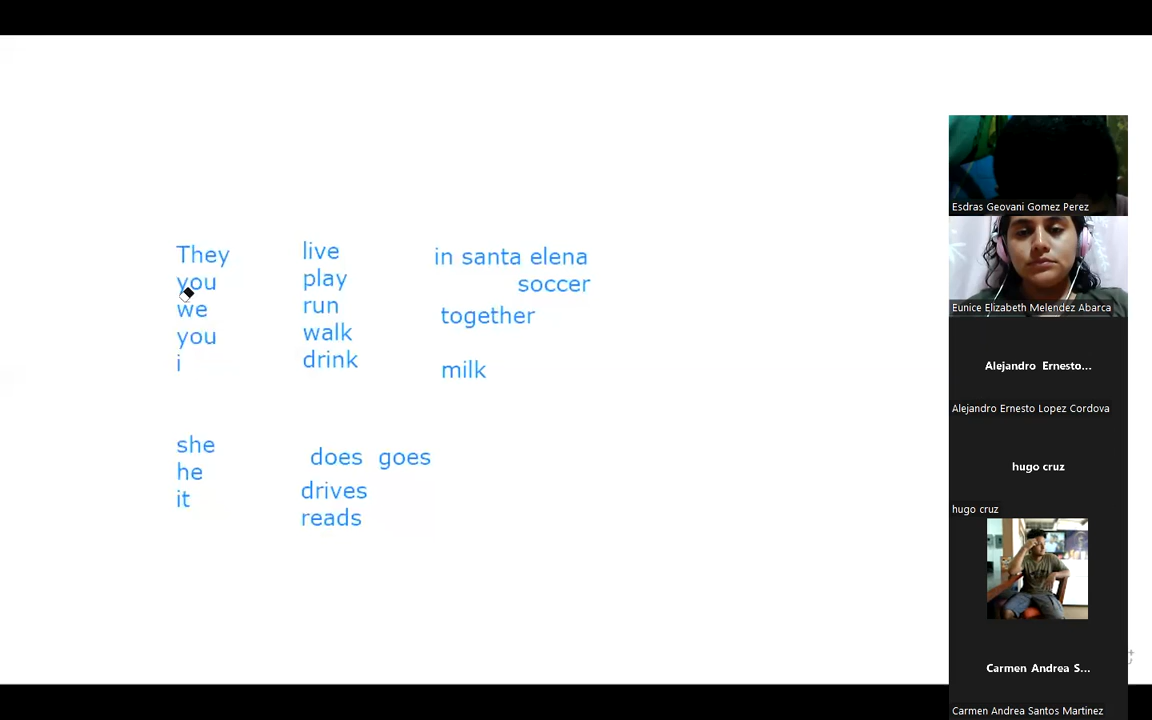 They live in santa elena
you play soccer
we run together
you walk
i drink milk
she does goes
he drives
it reads
Esdras Geovani Gomez Perez
Eunice Elizabeth Melendez Abarca
Alejandro Ernesto...
Alejandro Ernesto Lopez Cordova
hugo cruz
hugo cruz
Carmen Andrea S...
Carmen Andrea Santos Martinez